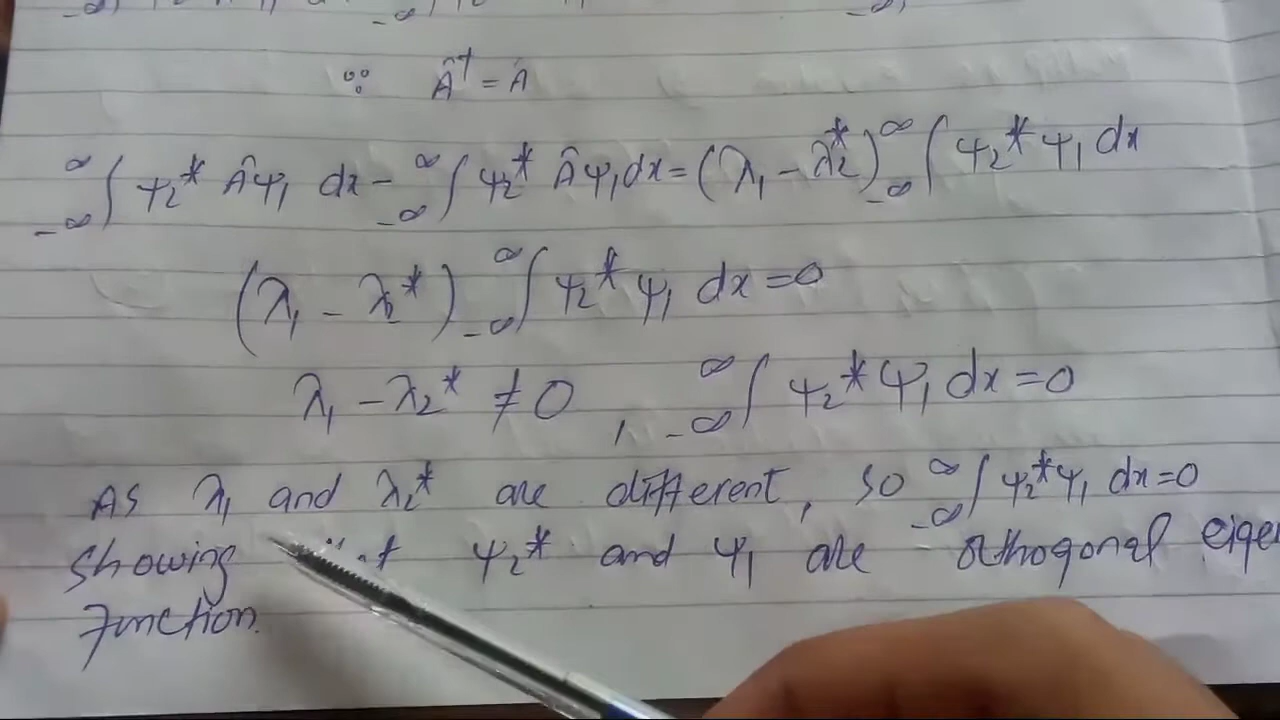 ∵ Â† = Â
-∞^∞∫ ψ₂* Âψ₁ dx - -∞^∞∫ ψ₂* Âψ₁dx = (λ₁ - λ₂*) -∞^∞∫ ψ₂* ψ₁ dx
(λ₁ - λ₂*) -∞^∞∫ ψ₂* ψ₁ dx = 0
λ₁ - λ₂* ≠ 0 , -∞^∞∫ ψ₂* ψ₁ dx = 0
As λ₁ and λ₂* are different, so -∞^∞∫ ψ₂*ψ₁ dx = 0
showing ψ₂* and ψ₁ are orthogonal eige
Function.